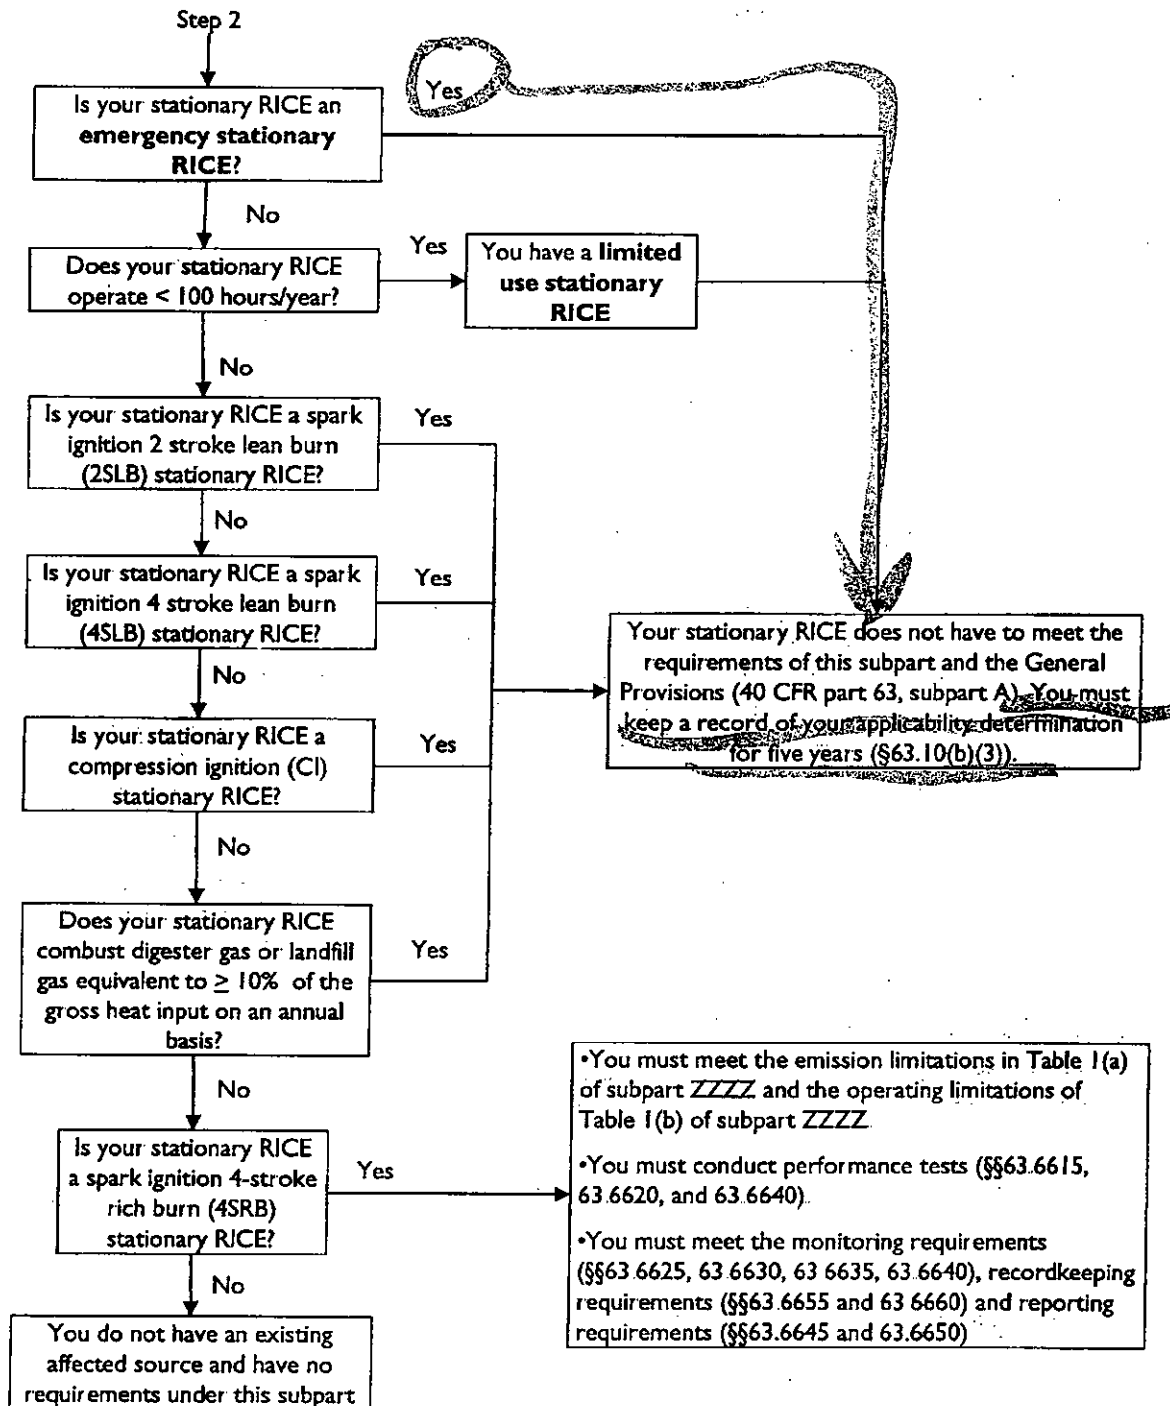 Step 2
Yes
Is your stationary RICE an
emergency stationary
RICE?
No
Does your stationary RICE
operate < 100 hours/year?
Yes
You have a limited
use stationary
RICE
No
Is your stationary RICE a spark
ignition 2 stroke lean burn
(2SLB) stationary RICE?
Yes
No
Is your stationary RICE a spark
ignition 4 stroke lean burn
(4SLB) stationary RICE?
Yes
Your stationary RICE does not have to meet the
requirements of this subpart and the General
Provisions (40 CFR part 63, subpart A). You must
keep a record of your applicability determination
for five years (§63.10(b)(3)).
No
Is your stationary RICE a
compression ignition (CI)
stationary RICE?
Yes
No
Does your stationary RICE
combust digester gas or landfill
gas equivalent to ≥ 10% of the
gross heat input on an annual
basis?
Yes
No
Is your stationary RICE
a spark ignition 4-stroke
rich burn (4SRB)
stationary RICE?
Yes
•You must meet the emission limitations in Table 1(a)
of subpart ZZZZ and the operating limitations of
Table 1(b) of subpart ZZZZ.
•You must conduct performance tests (§§63.6615,
63.6620, and 63.6640).
•You must meet the monitoring requirements
(§§63.6625, 63.6630, 63.6635, 63.6640), recordkeeping
requirements (§§63.6655 and 63.6660) and reporting
requirements (§§63.6645 and 63.6650)
No
You do not have an existing
affected source and have no
requirements under this subpart